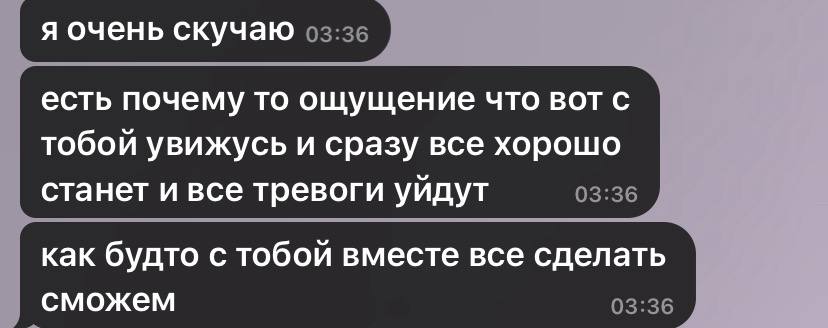 я очень скучаю 03:36
есть почему то ощущение что вот с
тобой увижусь и сразу все хорошо
станет и все тревоги уйдут 03:36
как будто с тобой вместе все сделать
сможем 03:36